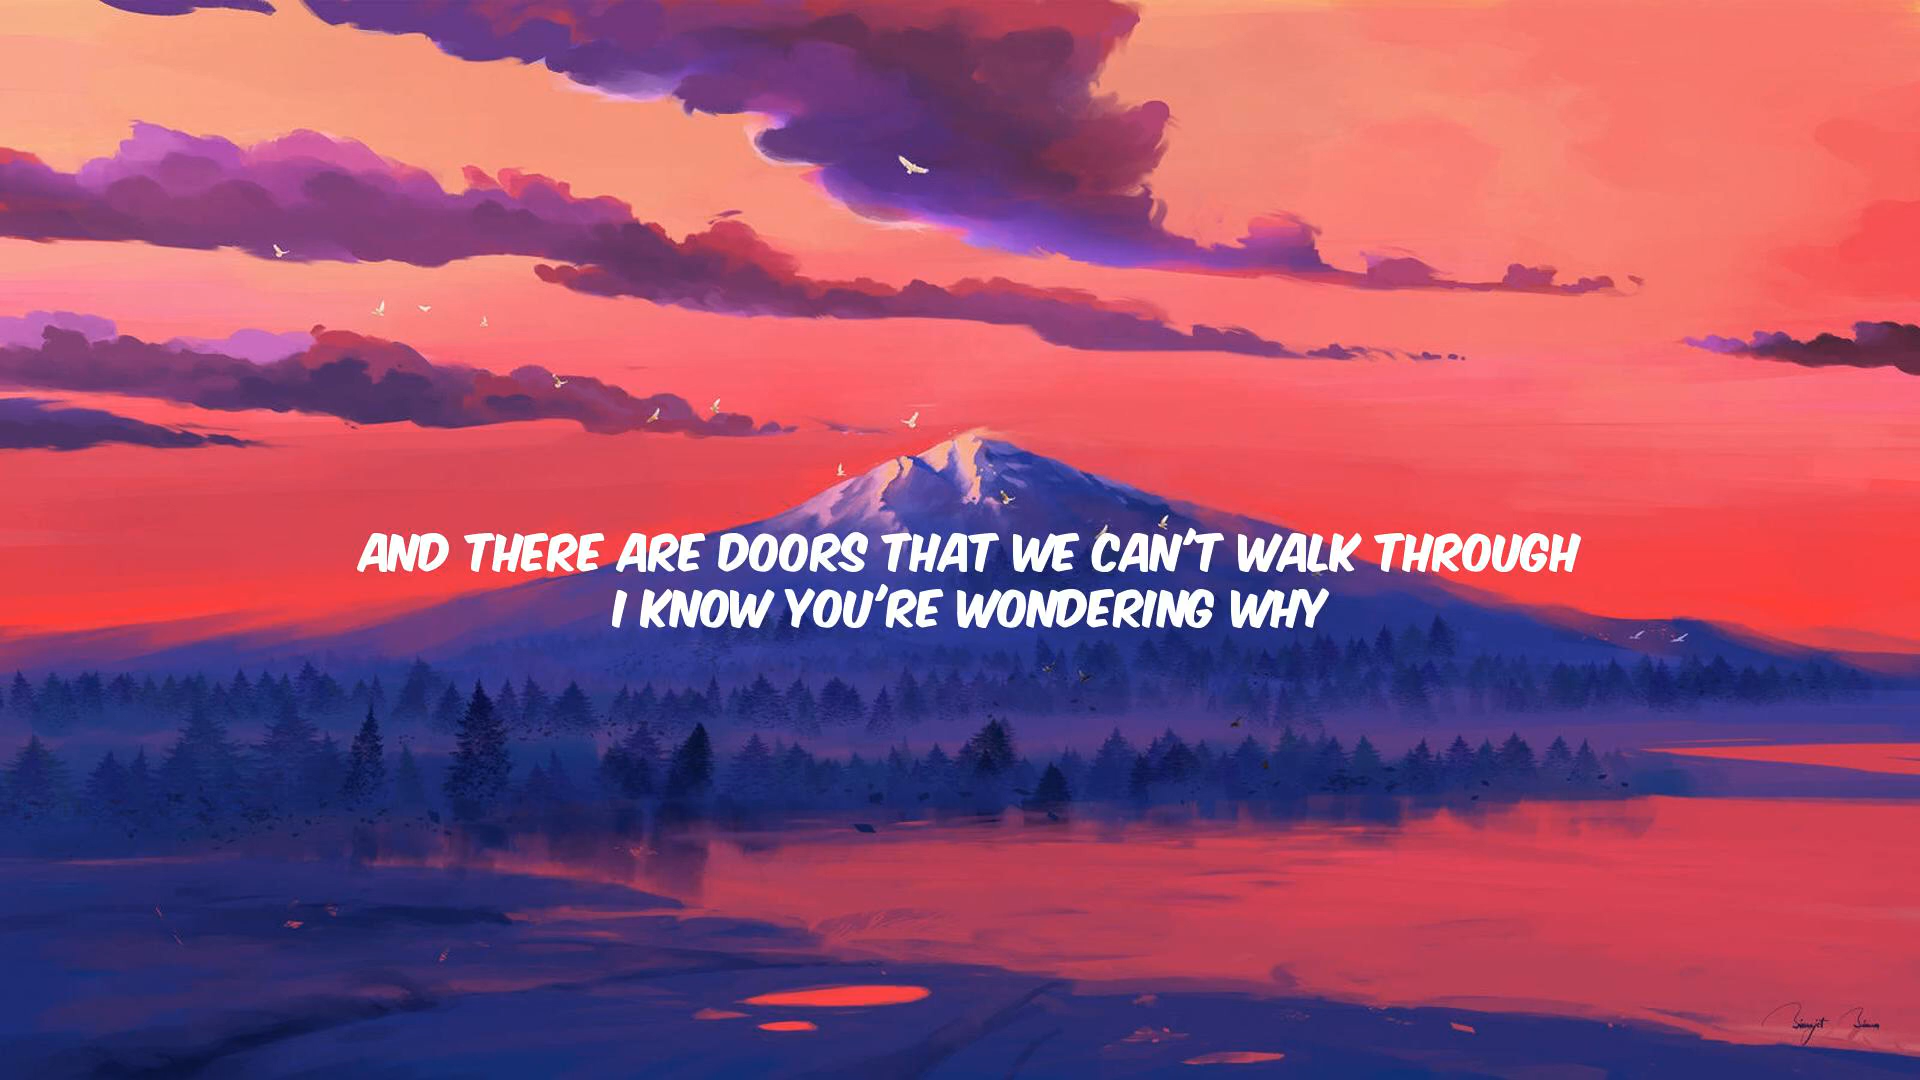 AND THERE ARE DOORS THAT WE CAN'T WALK THROUGH
I KNOW YOU'RE WONDERING WHY